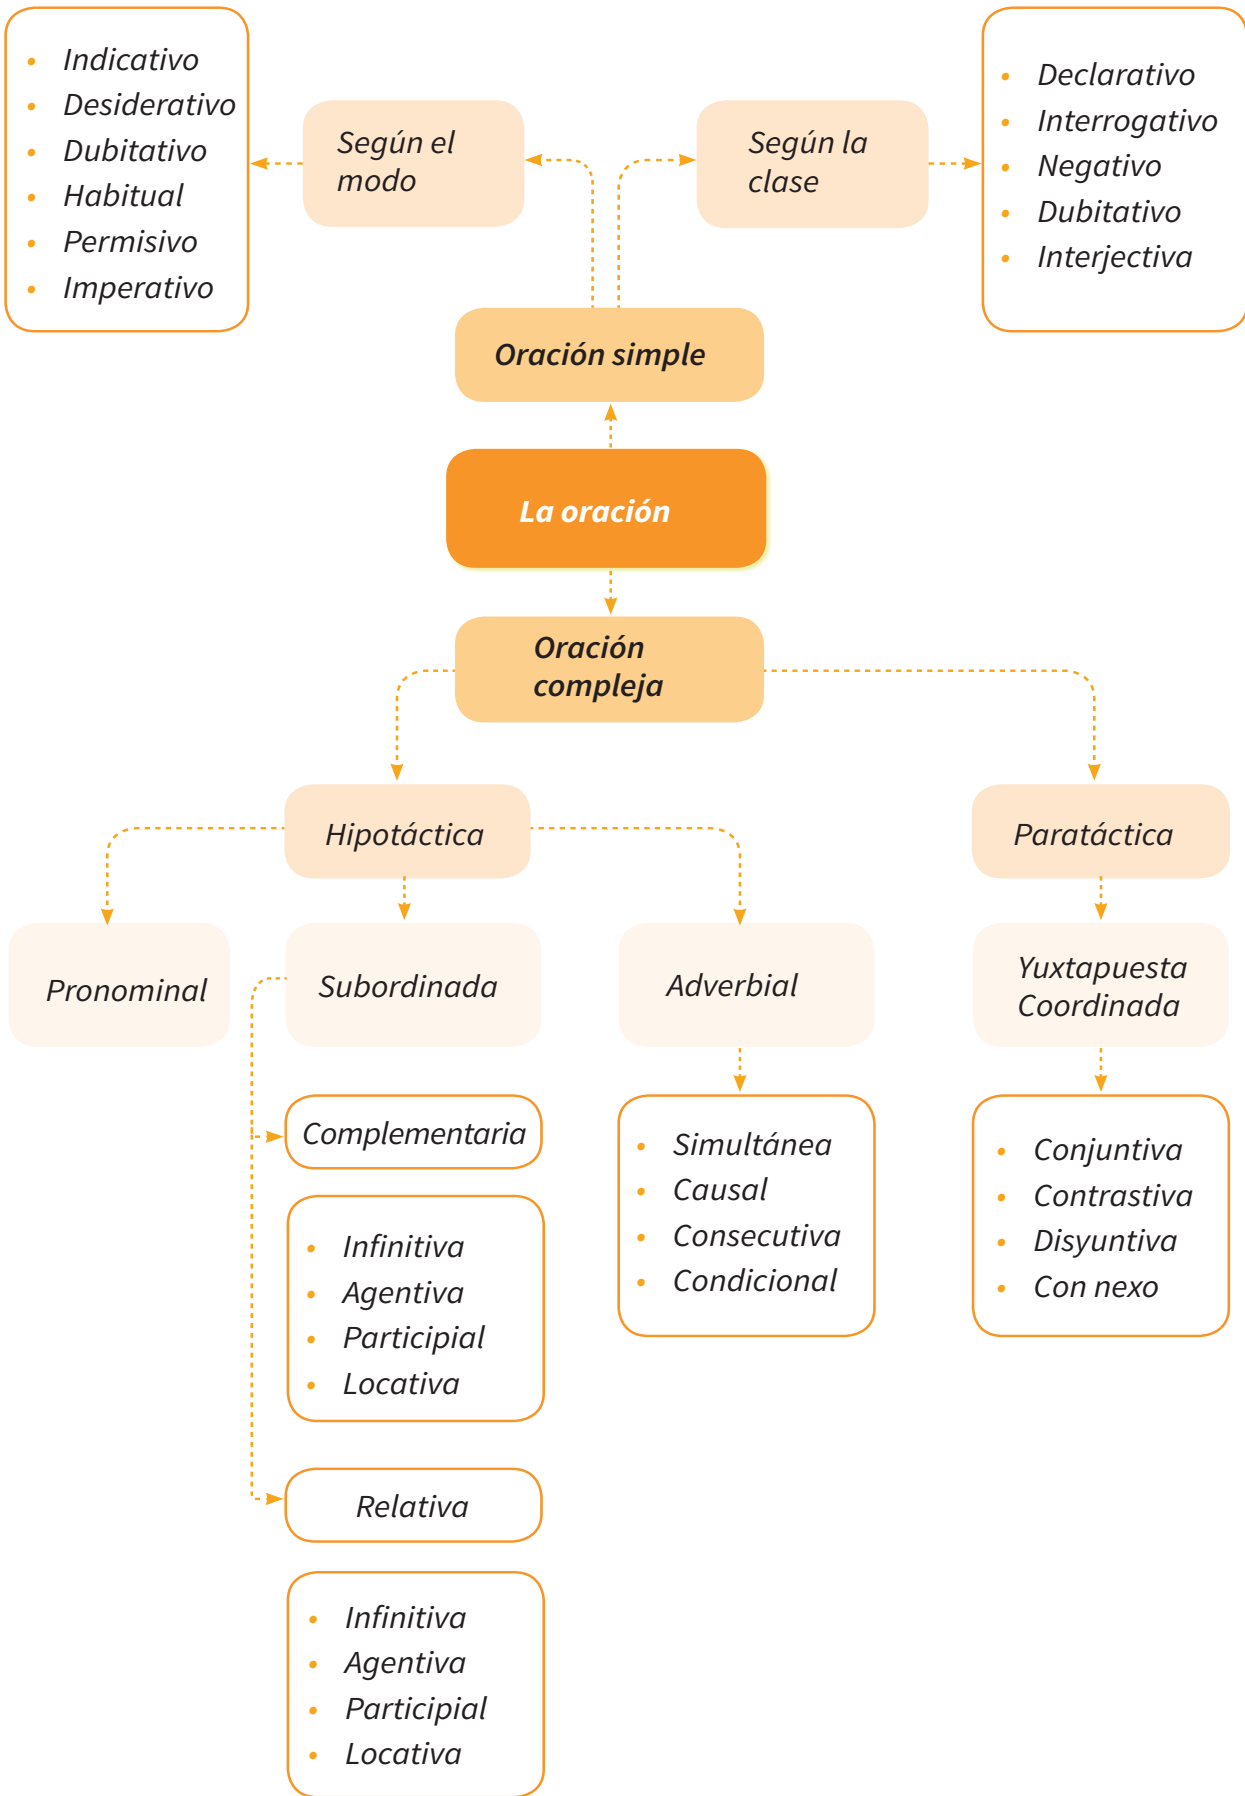 Indicativo
Desiderativo
Dubitativo
Habitual
Permisivo
Imperativo
Según el
modo
Según la
clase
Declarativo
Interrogativo
Negativo
Dubitativo
Interjectiva
Oración simple
La oración
Oración
compleja
Hipotáctica
Paratáctica
Pronominal
Subordinada
Adverbial
Yuxtapuesta
Coordinada
Complementaria
Infinitiva
Agentiva
Participial
Locativa
Simultánea
Causal
Consecutiva
Condicional
Conjuntiva
Contrastiva
Disyuntiva
Con nexo
Relativa
Infinitiva
Agentiva
Participial
Locativa